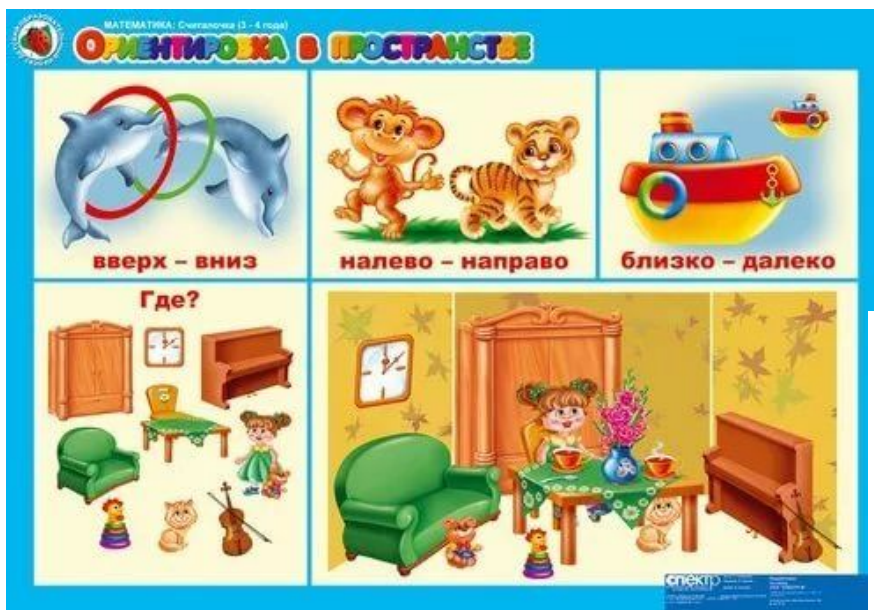 МАТЕМАТИКА: Считалочка (3 - 4 года)
ОРИЕНТИРОВКА В ПРОСТРАНСТВЕ
вверх – вниз
налево – направо
близко – далеко
Где?
спектр